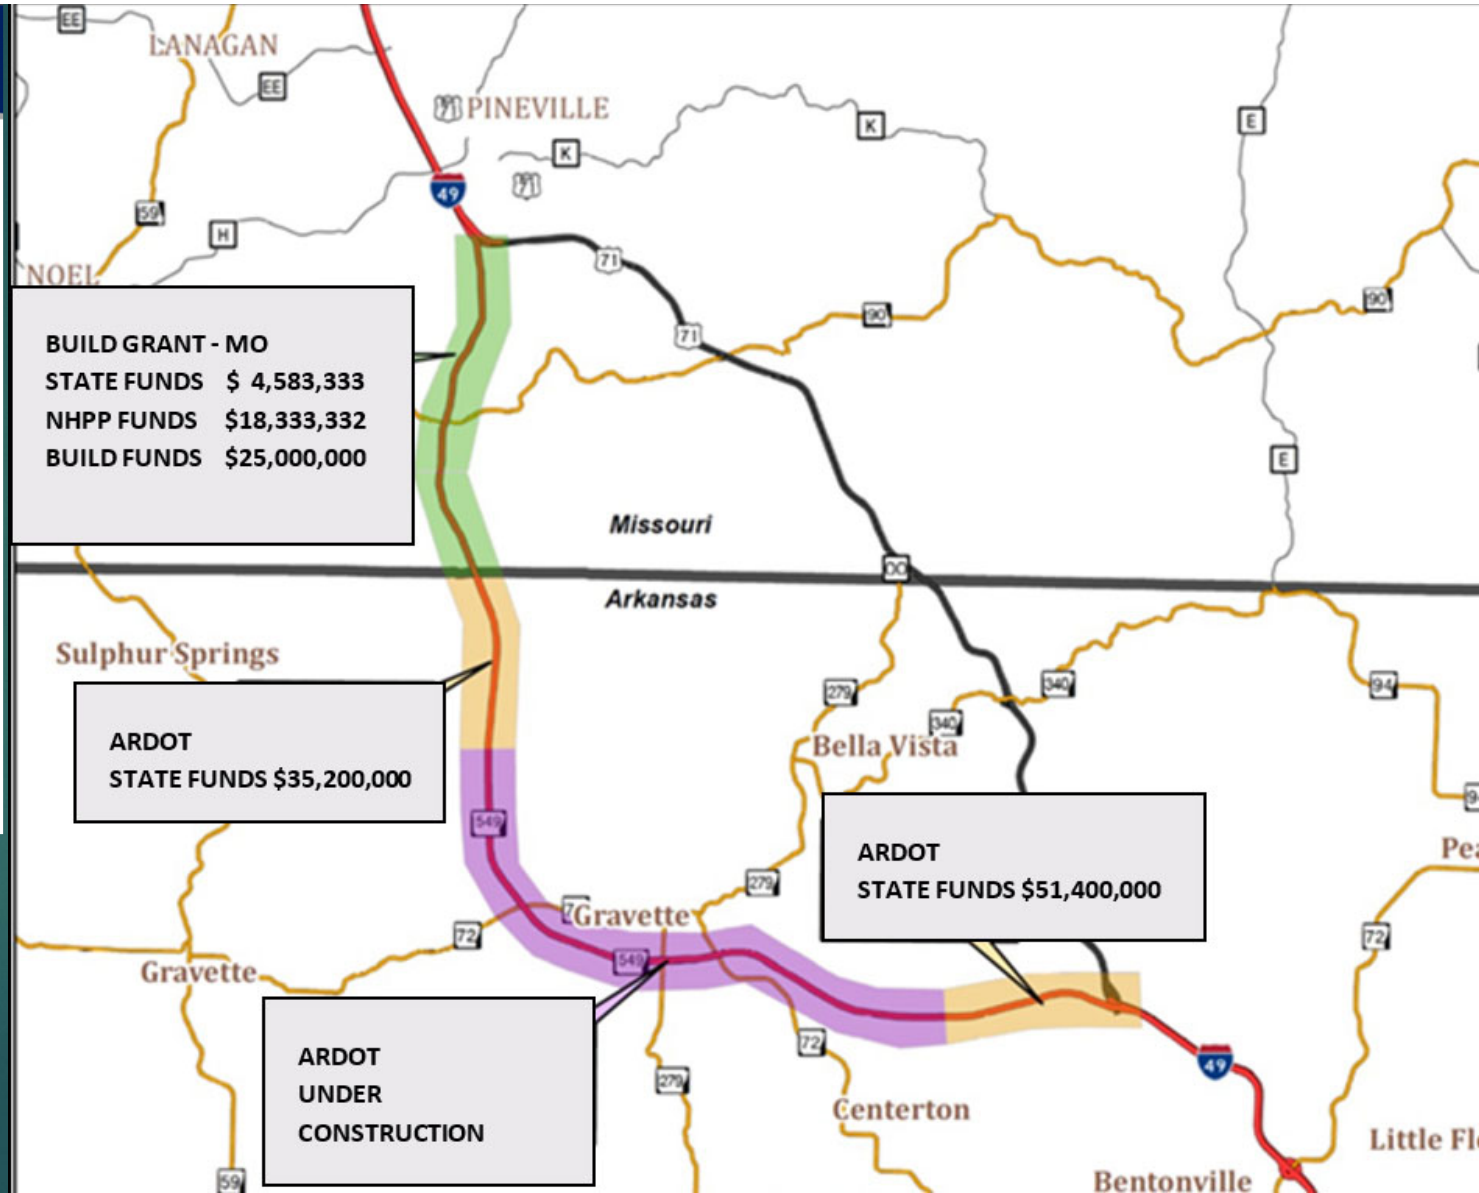 EE
LANAGAN
EE
71 PINEVILLE
K
K
E
71
49
59
H
71
NOEL
90
90
71
BUILD GRANT - MO
STATE FUNDS $ 4,583,333
NHPP FUNDS $18,333,332
BUILD FUNDS $25,000,000
E
Missouri
00
Arkansas
Sulphur Springs
279
340
94
340
Bella Vista
ARDOT
STATE FUNDS $35,200,000
549
ARDOT
STATE FUNDS $51,400,000
279
72
Gravette
72
549
Gravette
72
ARDOT
UNDER
CONSTRUCTION
72
49
279
Centerton
59
Bentonville